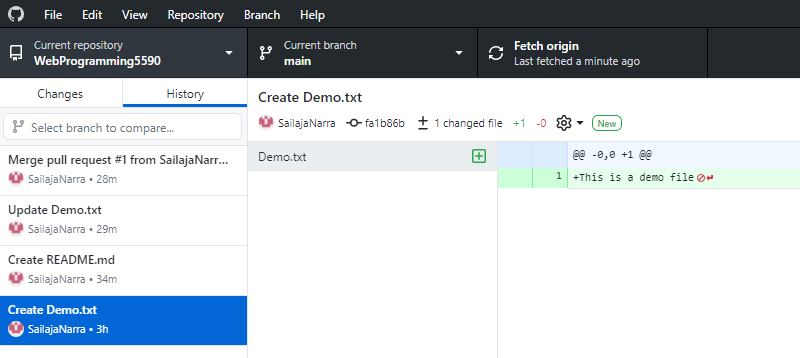 File Edit View Repository Branch Help
Current repository
WebProgramming5590
Current branch
main
Fetch origin
Last fetched a minute ago
Changes History
Select branch to compare...
Merge pull request #1 from SailajaNarr...
SailajaNarra • 28m
Update Demo.txt
SailajaNarra • 29m
Create README.md
SailajaNarra • 34m
Create Demo.txt
SailajaNarra • 3h
Create Demo.txt
SailajaNarra fa1b86b 1 changed file +1 -0 New
Demo.txt
@@ -0,0 +1 @@
1 +This is a demo file